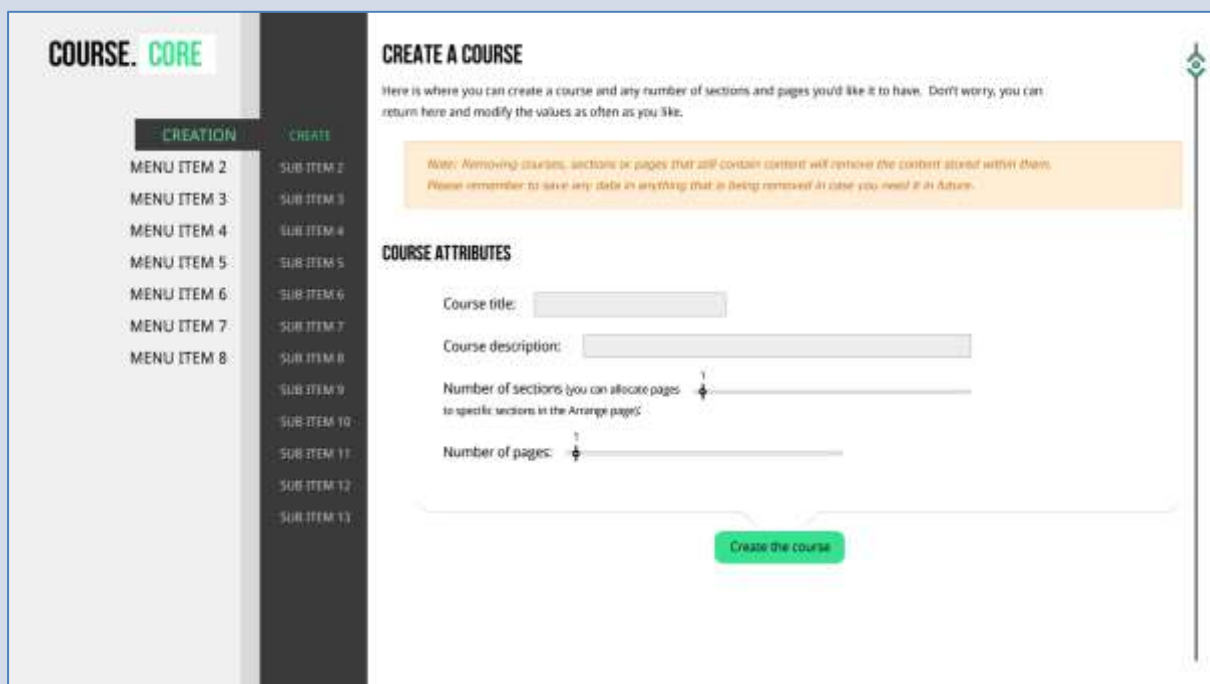 COURSE. CORE
CREATION
MENU ITEM 2
MENU ITEM 3
MENU ITEM 4
MENU ITEM 5
MENU ITEM 6
MENU ITEM 7
MENU ITEM 8
CREATE
SUB ITEM 2
SUB ITEM 3
SUB ITEM 4
SUB ITEM 5
SUB ITEM 6
SUB ITEM 7
SUB ITEM 8
SUB ITEM 9
SUB ITEM 10
SUB ITEM 11
SUB ITEM 12
SUB ITEM 13
CREATE A COURSE
Here is where you can create a course and any number of sections and pages you'd like it to have. Don't worry, you can
return here and modify the values as often as you like.
Note: Removing courses, sections or pages that still contain content will remove the content stored within them.
Please remember to save any data in anything that is being removed in case you need it in future.
COURSE ATTRIBUTES
Course title:
Course description:
1
Number of sections (you can allocate pages
to specific sections in the Arrange page):
1
Number of pages:
Create the course